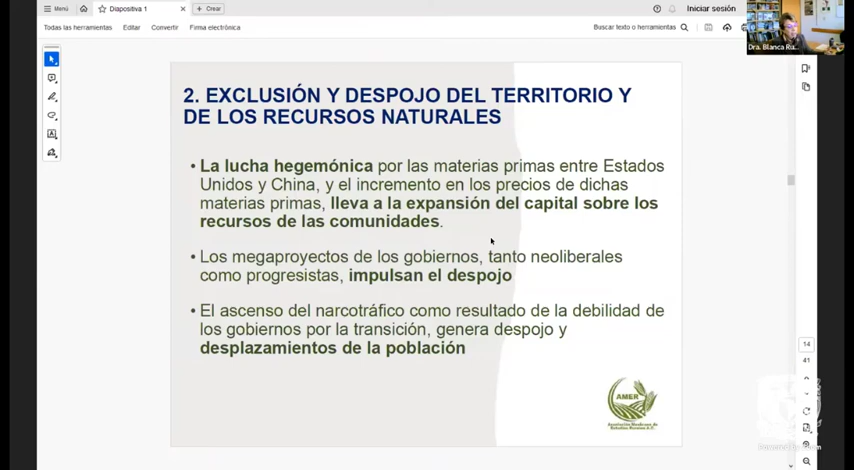 Menú
Diapositiva 1
Crear
Iniciar sesión
Todas las herramientas
Editar
Convertir
Firma electrónica
Buscar texto o herramientas
Dra. Blanca Ru...
2. EXCLUSIÓN Y DESPOJO DEL TERRITORIO Y
DE LOS RECURSOS NATURALES
• La lucha hegemónica por las materias primas entre Estados
Unidos y China, y el incremento en los precios de dichas
materias primas, lleva a la expansión del capital sobre los
recursos de las comunidades.
• Los megaproyectos de los gobiernos, tanto neoliberales
como progresistas, impulsan el despojo
• El ascenso del narcotráfico como resultado de la debilidad de
los gobiernos por la transición, genera despojo y
desplazamientos de la población
14
41
AMER
Powered by Zoom